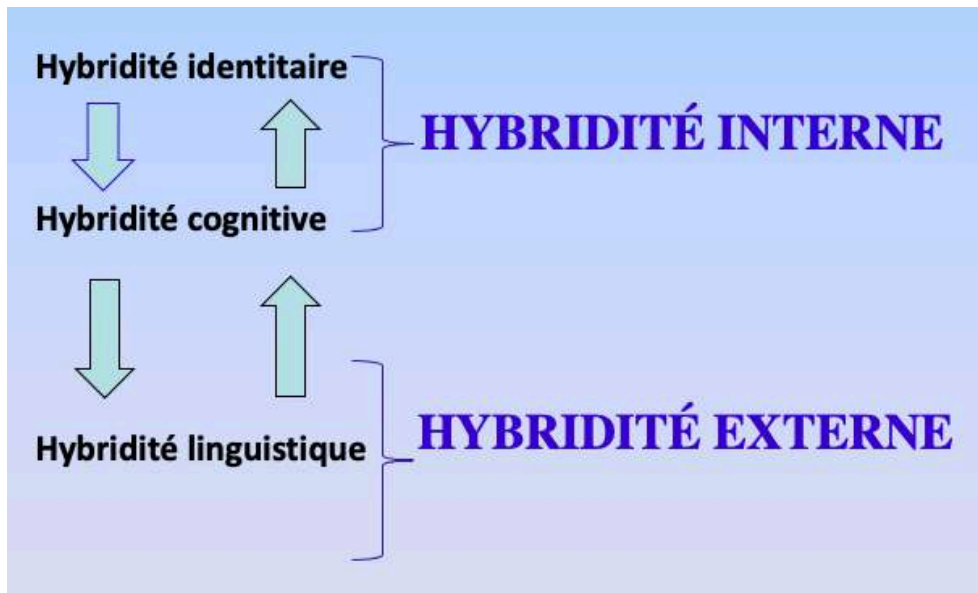 Hybridité identitaire
HYBRIDITÉ INTERNE
Hybridité cognitive
HYBRIDITÉ EXTERNE
Hybridité linguistique